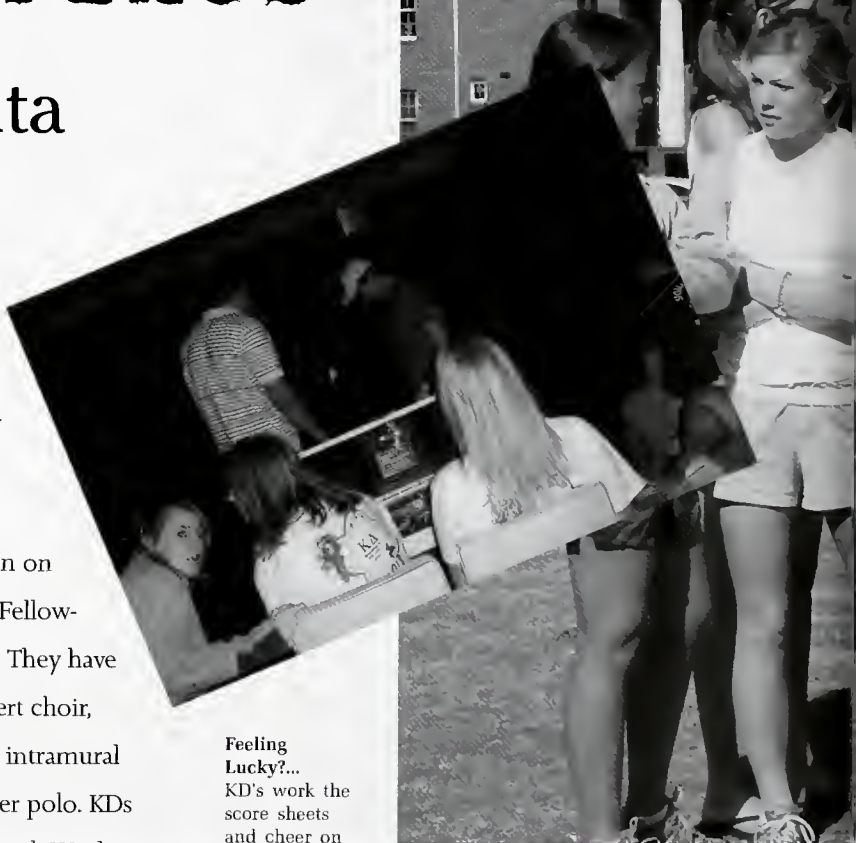 ta
n on
Fellow-
They have
ert choir,
intramural
er polo. KDs
Feeling
Lucky?...
KD's work the
score sheets
and cheer on
KΔ